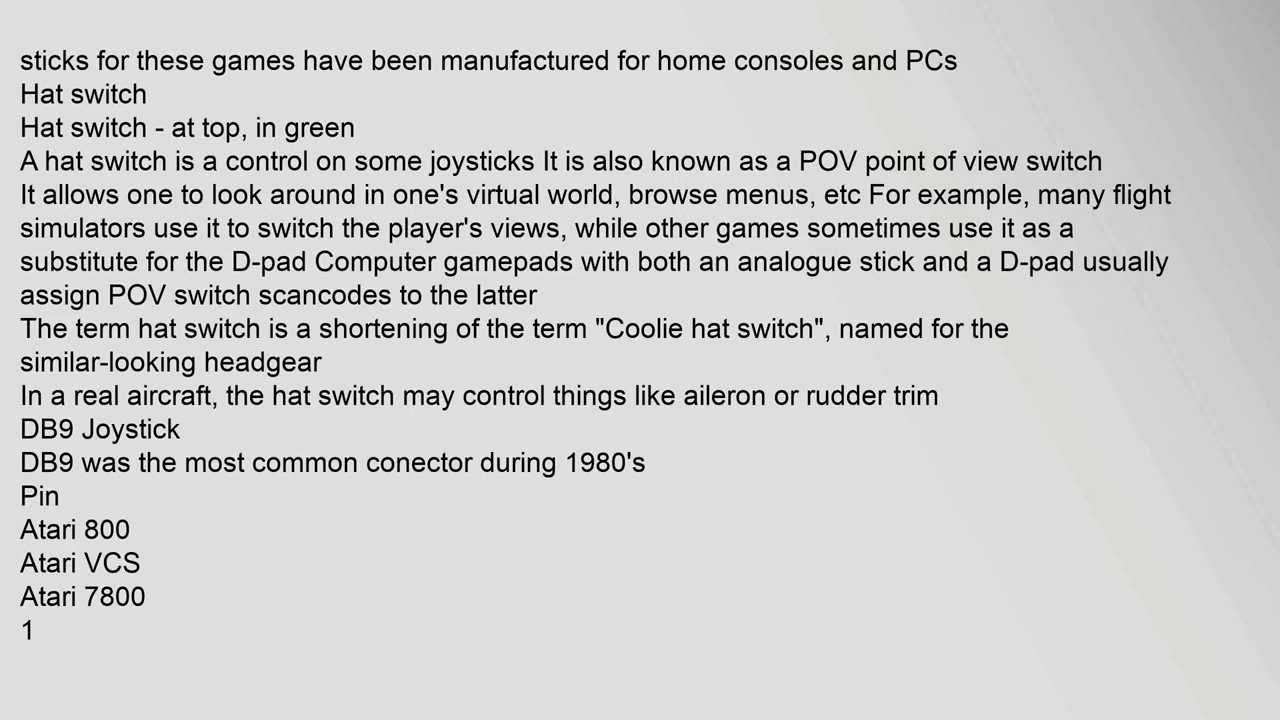 sticks for these games have been manufactured for home consoles and PCs
Hat switch
Hat switch - at top, in green
A hat switch is a control on some joysticks It is also known as a POV point of view switch
It allows one to look around in one's virtual world, browse menus, etc For example, many flight
simulators use it to switch the player's views, while other games sometimes use it as a
substitute for the D-pad Computer gamepads with both an analogue stick and a D-pad usually
assign POV switch scancodes to the latter
The term hat switch is a shortening of the term "Coolie hat switch", named for the
similar-looking headgear
In a real aircraft, the hat switch may control things like aileron or rudder trim
DB9 Joystick
DB9 was the most common conector during 1980's
Pin
Atari 800
Atari VCS
Atari 7800
1